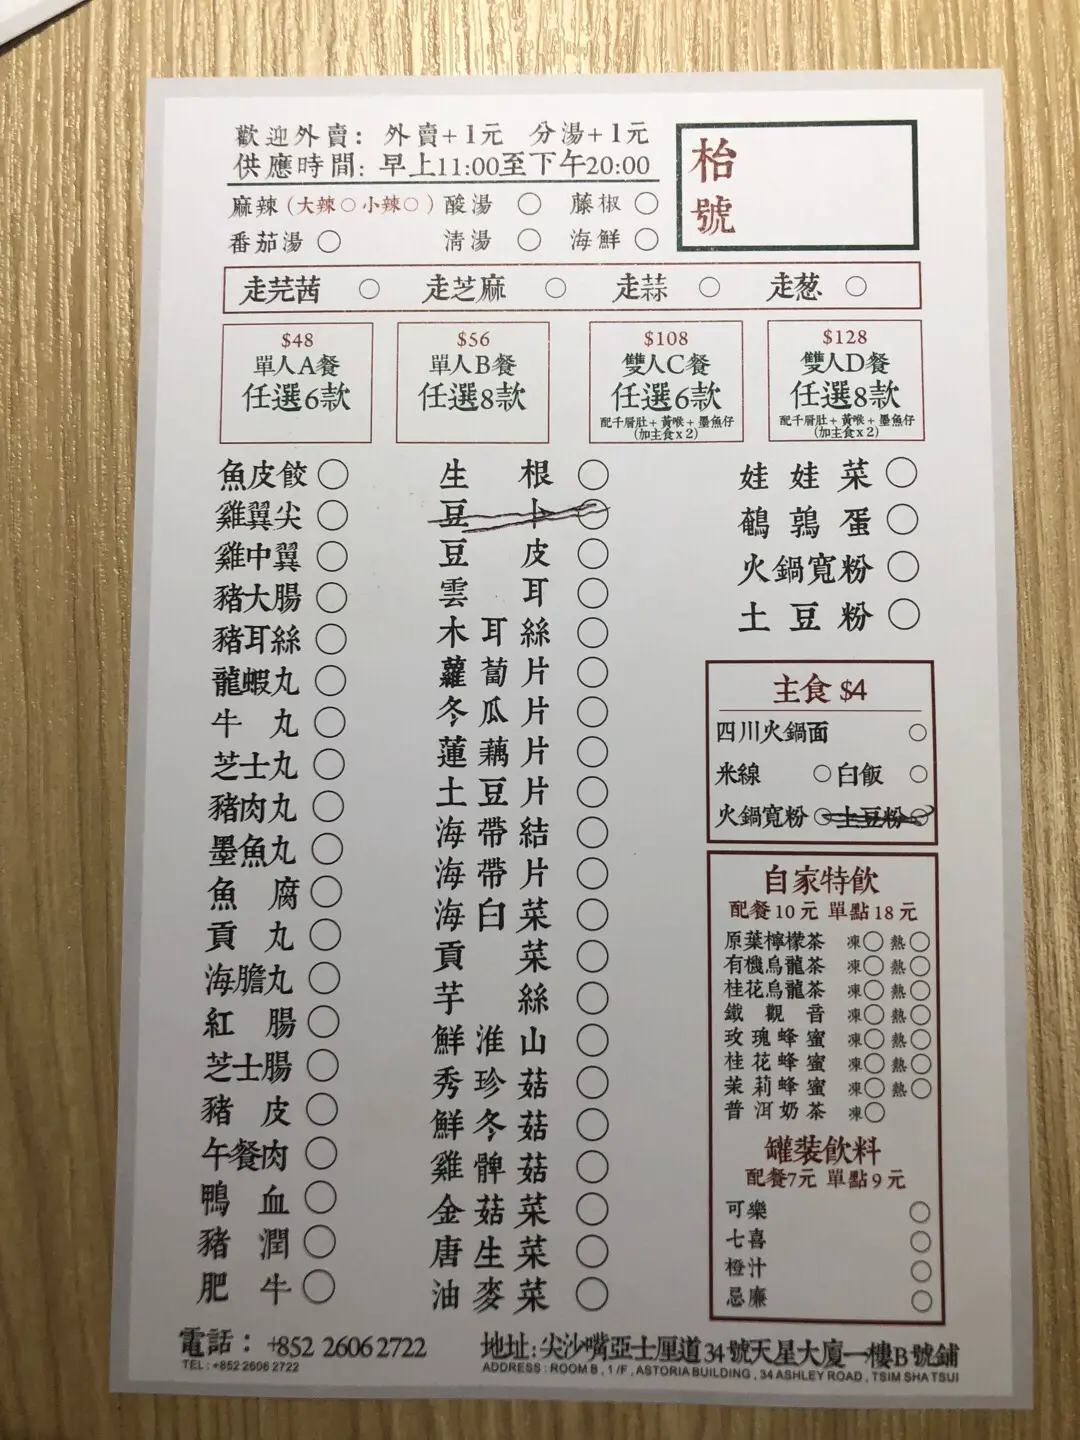 歡迎外賣: 外賣+1元 分湯+1元
供應時間: 早上11:00至下午20:00
枱號
麻辣 (大辣○ 小辣○) 酸湯 ○ 藤椒 ○
番茄湯 ○ 清湯 ○ 海鮮 ○
走芫茜 ○ 走芝麻 ○ 走蒜 ○ 走葱 ○
$48
單人A餐
任選6款
$56
單人B餐
任選8款
$108
雙人C餐
任選6款
配千層肚+黃喉+墨魚仔
(加主食x2)
$128
雙人D餐
任選8款
配千層肚+黃喉+墨魚仔
(加主食x2)
魚皮餃 ○
雞翼尖 ○
雞中翼 ○
豬大腸 ○
豬耳絲 ○
龍蝦丸 ○
牛丸 ○
芝士丸 ○
豬肉丸 ○
墨魚丸 ○
魚腐 ○
貢丸 ○
海膽丸 ○
紅腸 ○
芝士腸 ○
豬皮 ○
午餐肉 ○
鴨血 ○
豬潤 ○
肥牛 ○
生根 ○
豆卜 ○
豆皮 ○
雲耳 ○
木耳絲 ○
蘿蔔片 ○
冬瓜片 ○
蓮藕片 ○
土豆片 ○
海帶結 ○
海帶片 ○
海白菜 ○
貢菜 ○
芋絲 ○
鮮淮山 ○
秀珍菇 ○
鮮冬菇 ○
雞髀菇 ○
金菇菜 ○
唐生菜 ○
油麥菜 ○
娃娃菜 ○
鵪鶉蛋 ○
火鍋寬粉 ○
土豆粉 ○
主食 $4
四川火鍋面 ○
米線 ○ 白飯 ○
火鍋寬粉 ○ 土豆粉 ○
自家特飲
配餐10元 單點18元
原葉檸檬茶 凍○ 熱○
有機烏龍茶 凍○ 熱○
桂花烏龍茶 凍○ 熱○
鐵觀音 凍○ 熱○
玫瑰蜂蜜 凍○ 熱○
桂花蜂蜜 凍○ 熱○
茉莉蜂蜜 凍○ 熱○
普洱奶茶 凍○
罐裝飲料
配餐7元 單點9元
可樂 ○
七喜 ○
橙汁 ○
忌廉 ○
電話: +852 2606 2722
TEL: +852 2606 2722
地址: 尖沙嘴亞士厘道34號天星大廈一樓B號鋪
ADDRESS : ROOM B , 1 /F , ASTORIA BUILDING , 34 ASHLEY ROAD , TSIM SHA TSUI